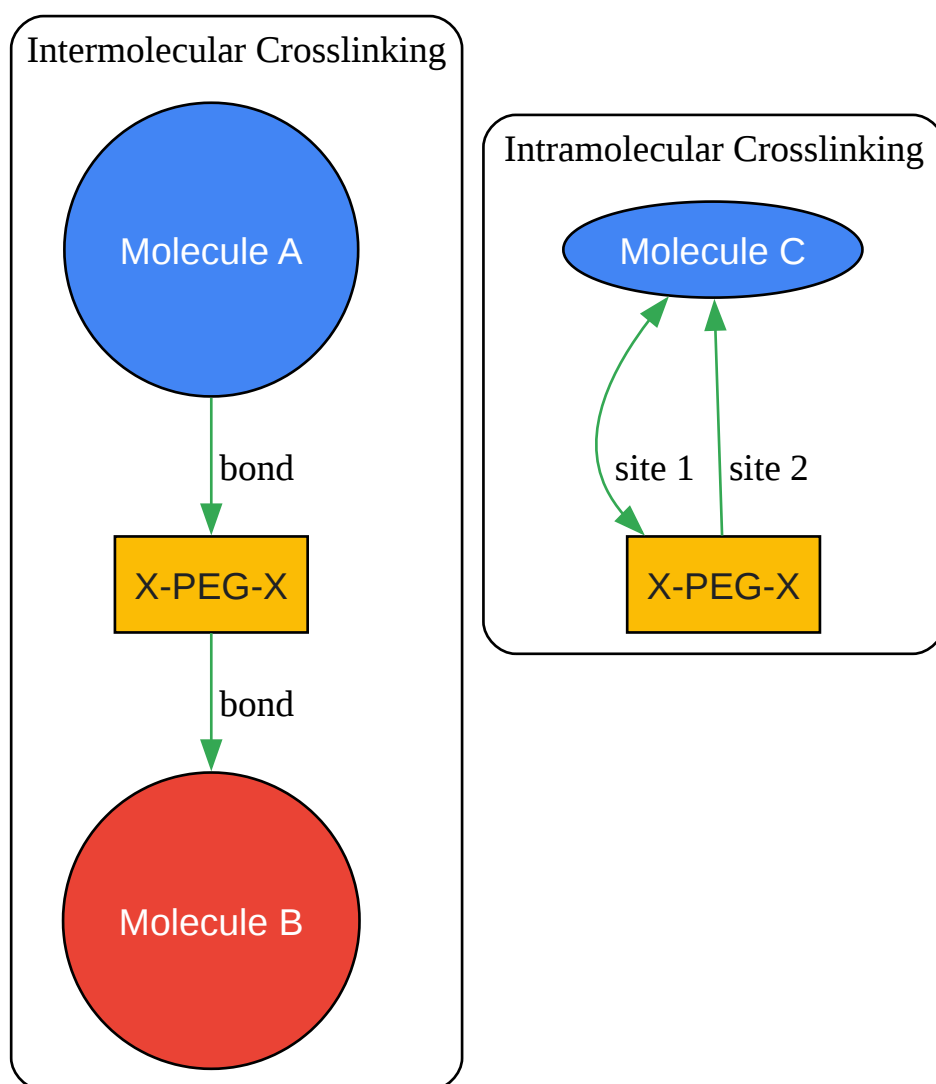 Intermolecular Crosslinking
Molecule A
bond
X-PEG-X
bond
Molecule B
Intramolecular Crosslinking
Molecule C
site 1
site 2
X-PEG-X